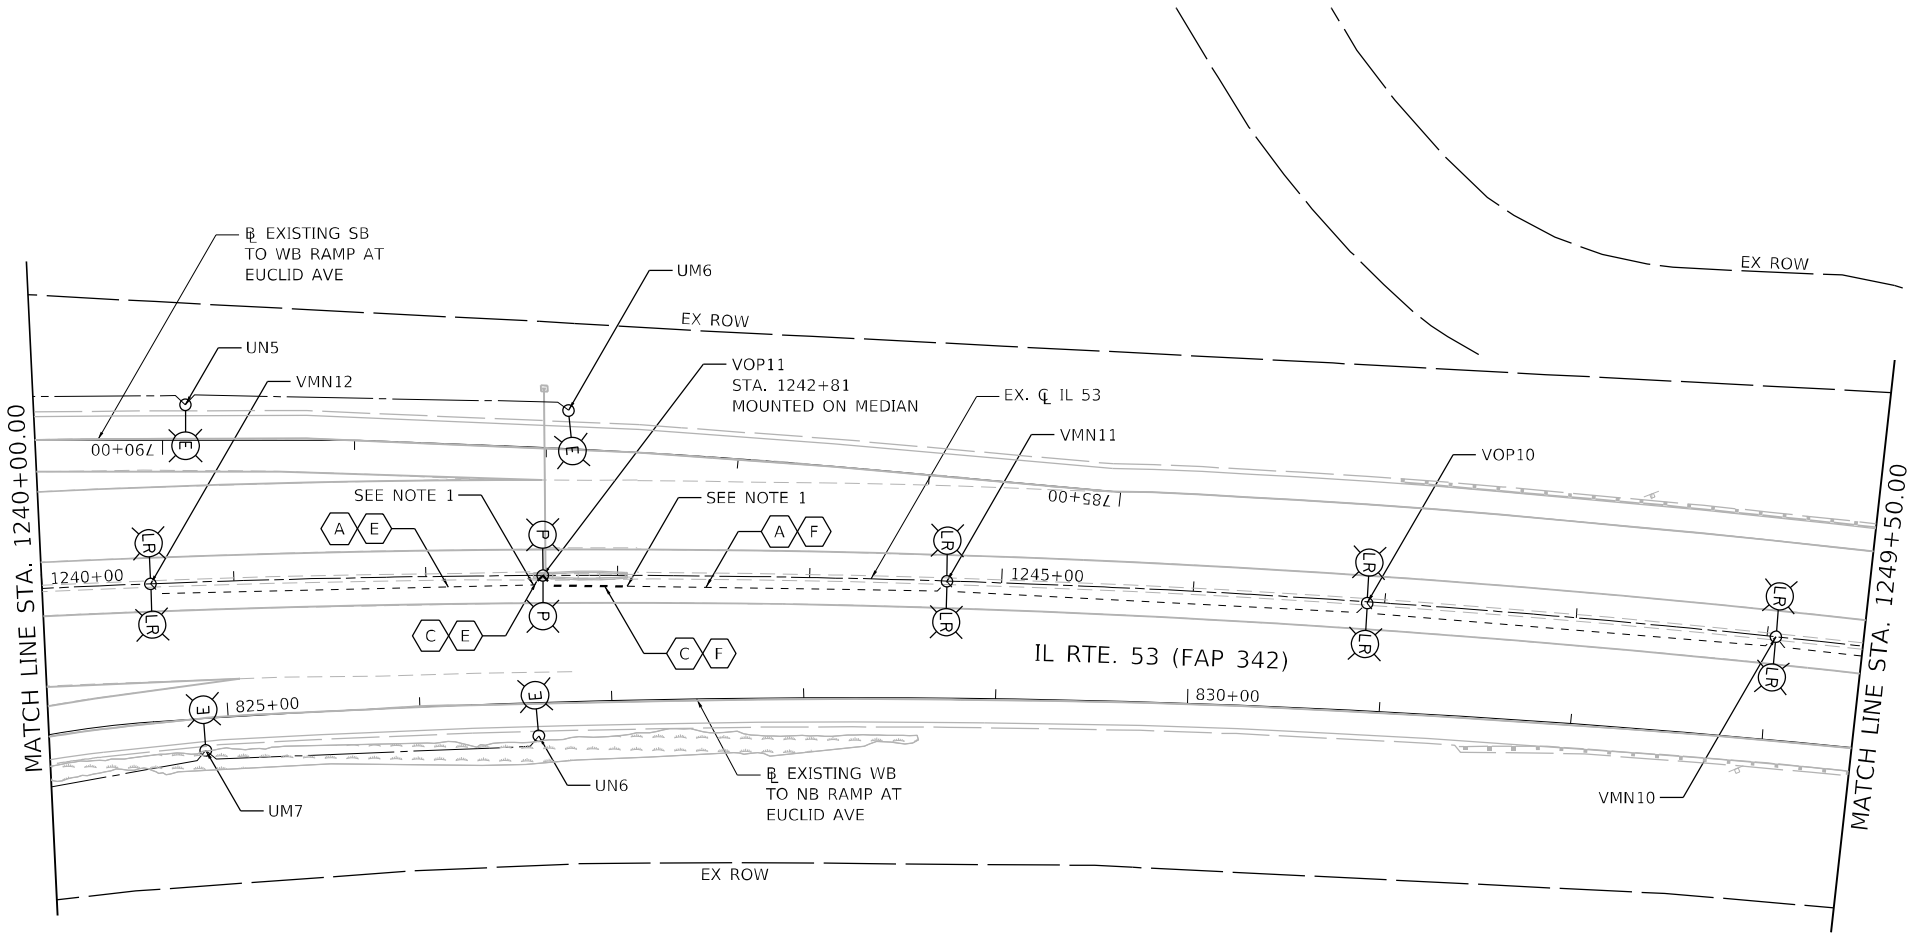 MATCH LINE STA. 1240+00.00
MATCH LINE STA. 1249+50.00
EX ROW
B EXISTING SB
TO WB RAMP AT
EUCLID AVE
UM6
EX ROW
UN5
VMN12
VOP11
STA. 1242+81
MOUNTED ON MEDIAN
EX. CL IL 53
VMN11
VOP10
E
E
790+00
785+00
SEE NOTE 1
SEE NOTE 1
A E
A F
LR
P
LR
LR
LR
1240+00
1245+00
LR
P
LR
LR
LR
C E
C F
IL RTE. 53 (FAP 342)
E
E
825+00
830+00
UM7
UN6
B EXISTING WB
TO NB RAMP AT
EUCLID AVE
VMN10
EX ROW